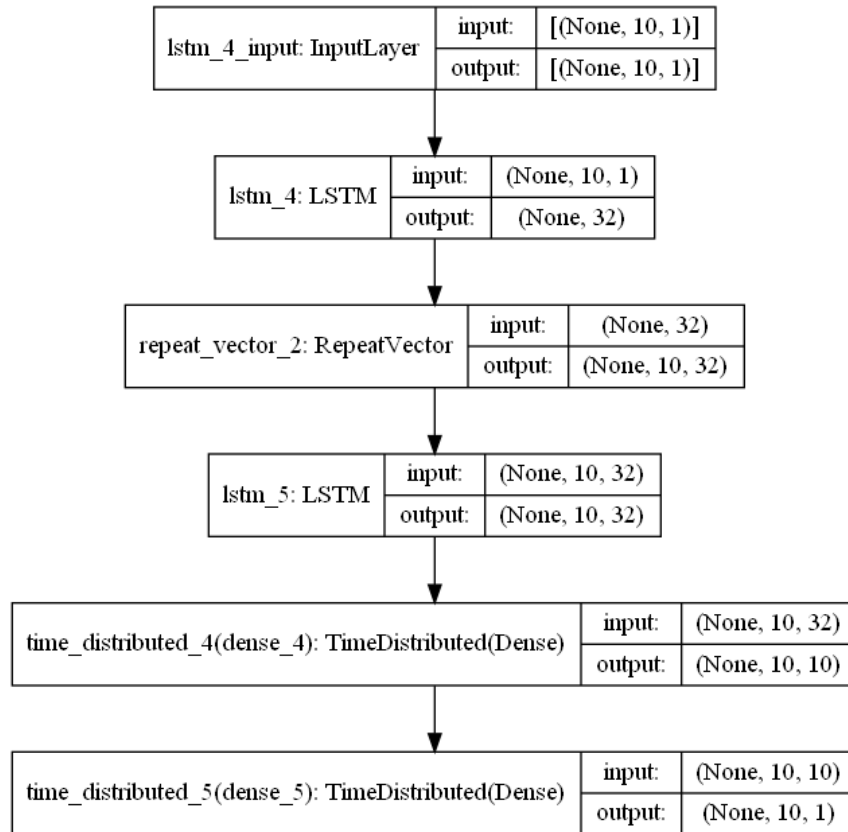 lstm_4_input: InputLayer
input: [(None, 10, 1)]
output: [(None, 10, 1)]
lstm_4: LSTM
input: (None, 10, 1)
output: (None, 32)
repeat_vector_2: RepeatVector
input: (None, 32)
output: (None, 10, 32)
lstm_5: LSTM
input: (None, 10, 32)
output: (None, 10, 32)
time_distributed_4(dense_4): TimeDistributed(Dense)
input: (None, 10, 32)
output: (None, 10, 10)
time_distributed_5(dense_5): TimeDistributed(Dense)
input: (None, 10, 10)
output: (None, 10, 1)